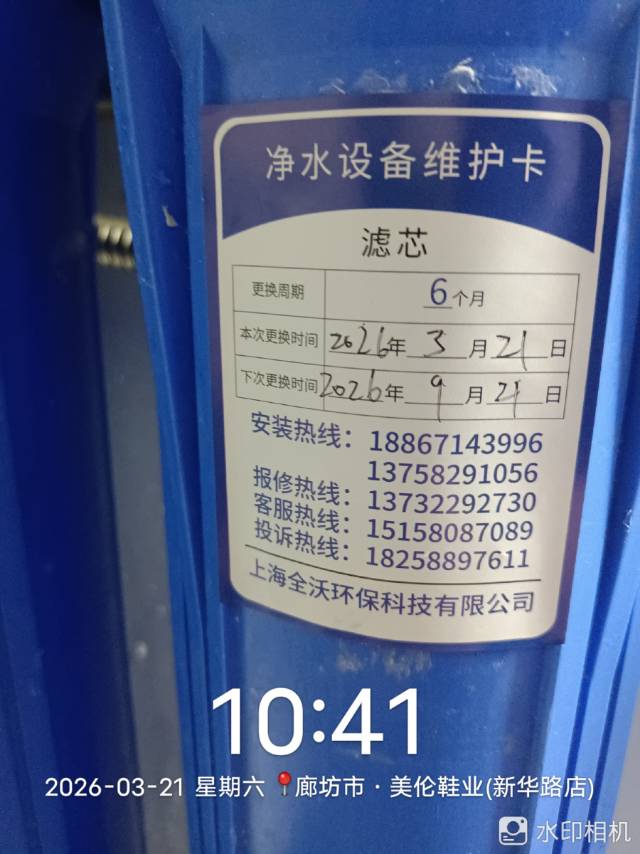 净水设备维护卡
滤芯
更换周期 6个月
本次更换时间 2026年 3 月 21 日
下次更换时间 2026年 9 月 21 日
安装热线：18867143996
13758291056
报修热线：13732292730
客服热线：15158087089
投诉热线：18258897611
上海全沃环保科技有限公司
10:41
2026-03-21 星期六 📍廊坊市·美伦鞋业(新华路店)
水印相机